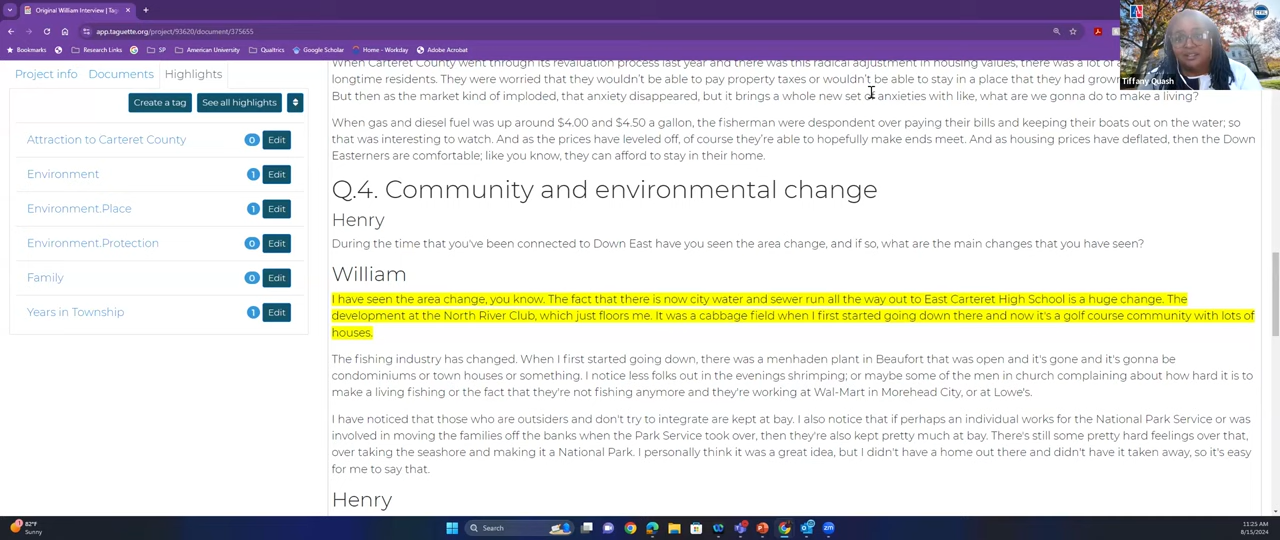 Original William Interview | Tag
app.taguette.org/project/93620/document/375655
Bookmarks Research Links SP American University Qualtrics Google Scholar Home - Workday Adobe Acrobat
Tiffany Quash
Project info Documents Highlights
Create a tag See all highlights
Attraction to Carteret County 0 Edit
Environment 1 Edit
Environment.Place 1 Edit
Environment.Protection 0 Edit
Family 0 Edit
Years in Township 0 Edit
When Carteret County went through its revaluation process last year and there was this radical adjustment in housing values, there was a lot of
longtime residents. They were worried that they wouldn't be able to pay property taxes or wouldn't be able to stay in a place that they had grown
But then as the market sort of imploded, that anxiety disappeared, but it brings a whole new set of anxieties with like, what are we gonna do to make a living?
When gas and diesel fuel was up around $4.00 and $4.50 a gallon, the fisherman were despondent over paying their bills and keeping their boats out on the water; so
that was interesting to watch. And as the prices have leveled off, of course they're able to hopefully make ends meet. And as housing prices have deflated, then the Down
Easterners are comfortable; like you know, they can afford to stay in their home.
Q.4. Community and environmental change
Henry
During the time that you've been connected to Down East have you seen the area change, and if so, what are the main changes that you have seen?
William
I have seen the area change, you know. The fact that there is now city water and sewer run all the way out to East Carteret High School is a huge change. The
development at the North River Club, which just floors me. It was a cabbage field when I first started going down there and now it's a golf course community with lots of
houses.
The fishing industry has changed. When I first started going down, there was a menhaden plant in Beaufort that was open and it's gone and it's gonna be
condominiums or town houses or something. I notice less folks out in the evenings shrimping; or maybe some of the men in church complaining about how hard it is to
make a living fishing or the fact that they're not fishing anymore and they're working at Wal-Mart in Morehead City, or at Lowe's.
I have noticed that those who are outsiders and don't try to integrate are kept at bay. I also notice that if perhaps an individual works for the National Park Service or was
involved in moving the families off the banks when the Park Service took over, then they're also kept pretty much at bay. There's still some pretty hard feelings over that,
over taking the seashore and making it a National Park. I personally think it was a great idea, but I didn't have a home out there and didn't have it taken away, so it's easy
for me to say that.
Henry
82°F
Sunny
Search
11:25 AM
8/15/2024